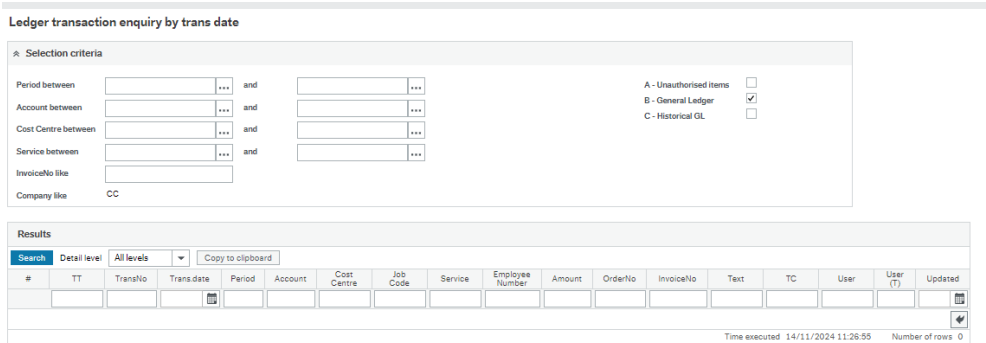 Ledger transaction enquiry by trans date
Selection criteria
Period between ... and ... A - Unauthorised items
Account between ... and ... B - General Ledger
Cost Centre between ... and ... C - Historical GL
Service between ... and ...
InvoiceNo like
Company like CC
Results
Search Detail level All levels Copy to clipboard
# TT TransNo Trans.date Period Account Cost Centre Job Code Service Employee Number Amount OrderNo InvoiceNo Text TC User User (T) Updated
Time executed 14/11/2024 11:26:55 Number of rows 0